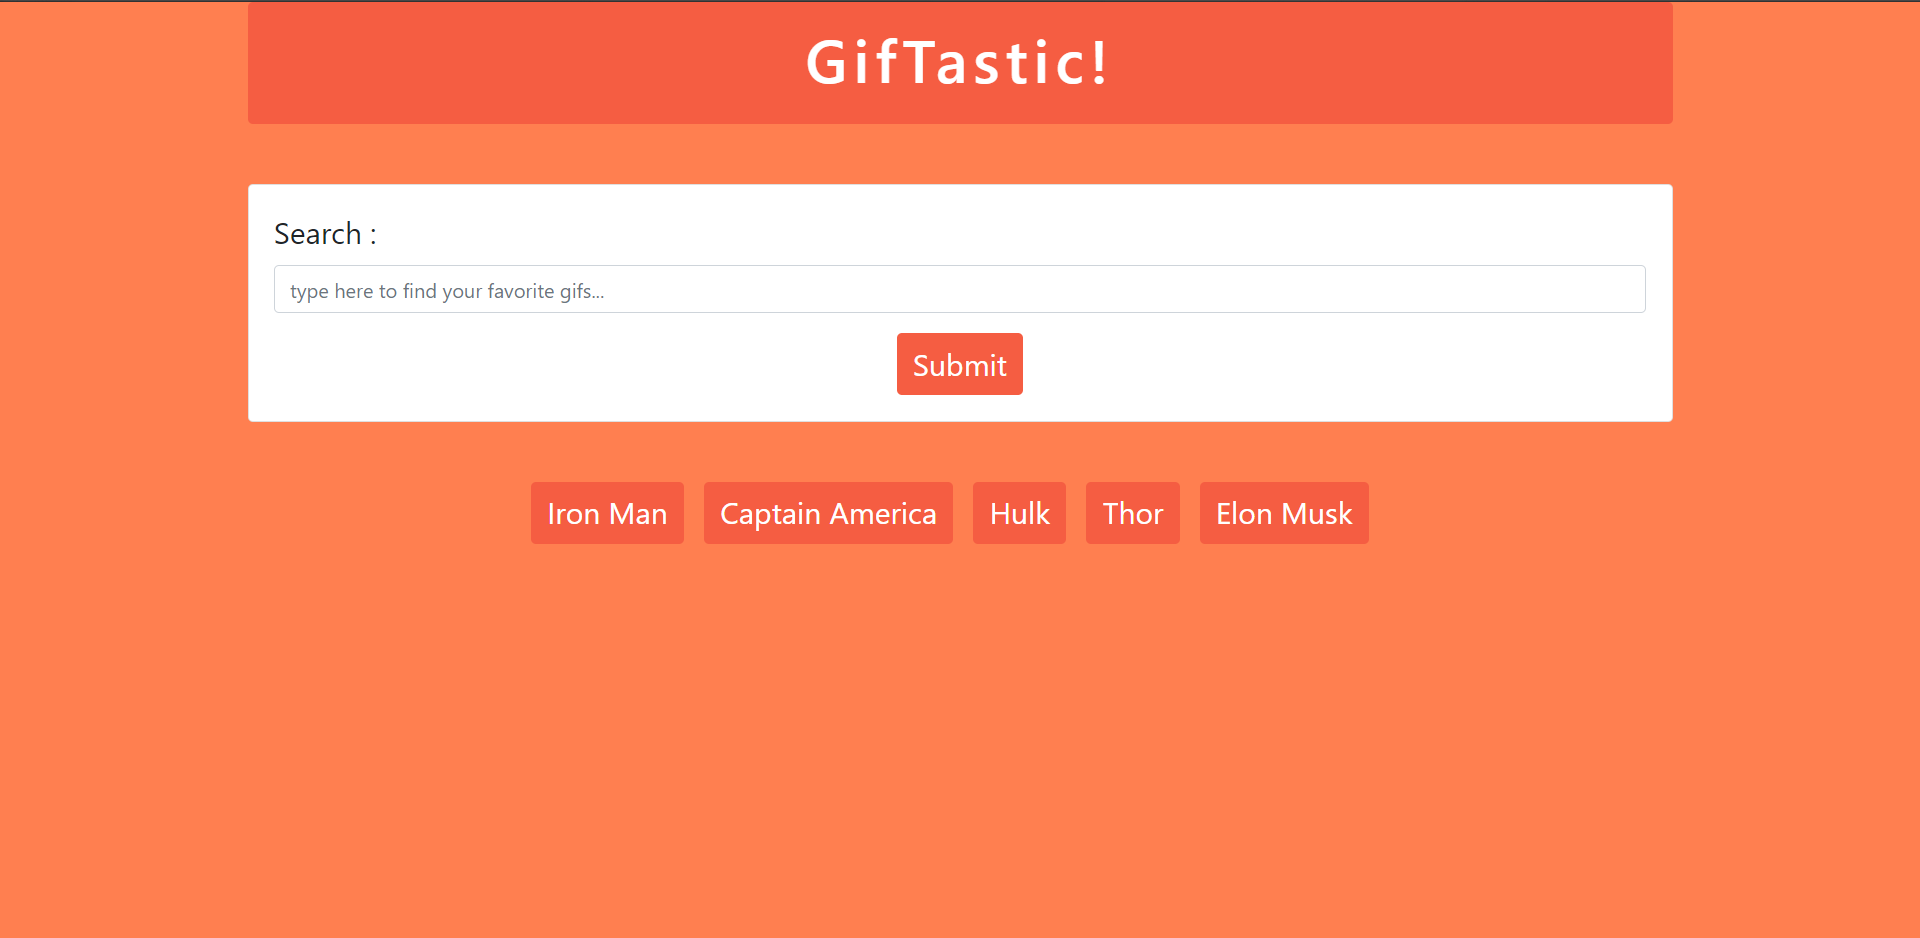 GifTastic!
Search :
type here to find your favorite gifs...
Submit
Iron Man Captain America Hulk Thor Elon Musk